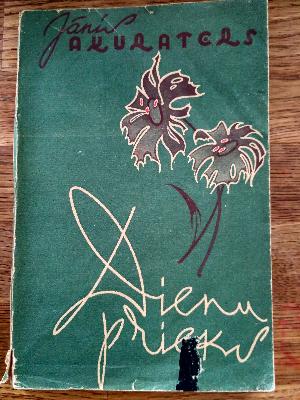 Jānis
AKURATERS
Dienu
prieks